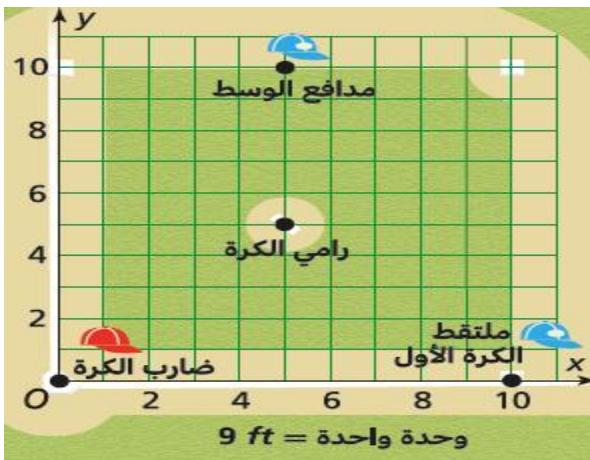 y
10
مدافع الوسط
8
6
رامي الكرة
4
2
ملتقط
الكرة الأول
ضارب الكرة
x
O 2 4 6 8 10
وحدة واحدة = 9 ft